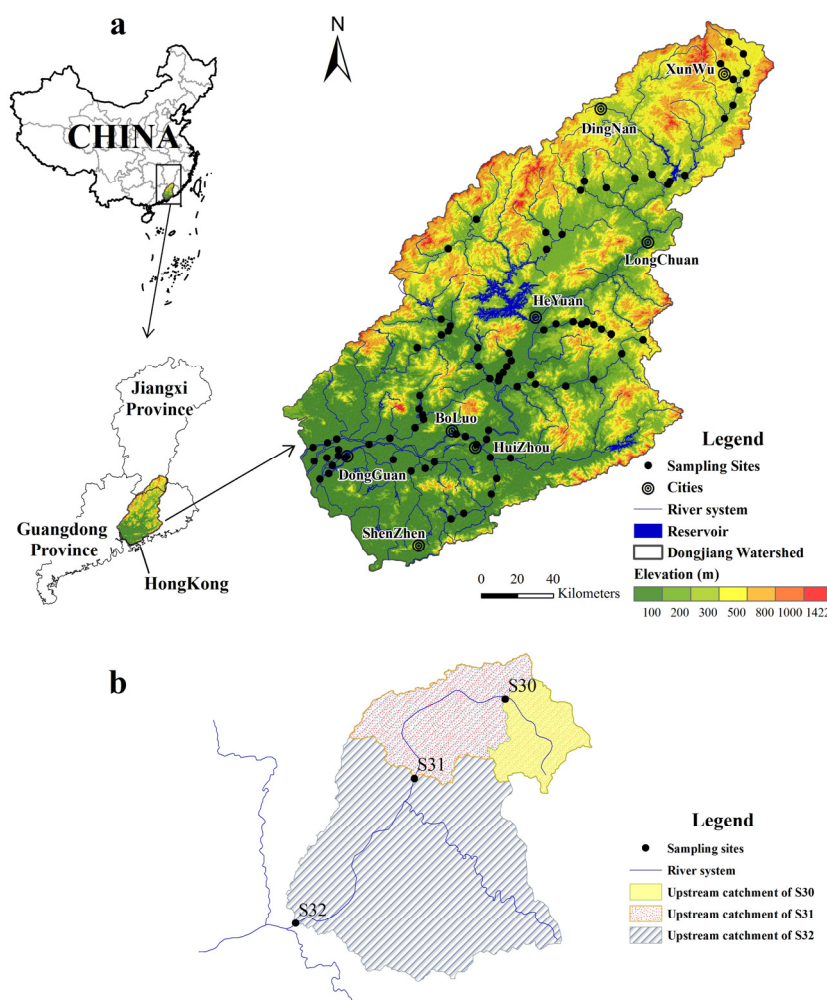 a
N
CHINA
XunWu
DingNan
LongChuan
HeYuan
BoLuo
HuiZhou
DongGuan
ShenZhen
Jiangxi
Province
Guangdong
Province
HongKong
Legend
Sampling Sites
Cities
River system
Reservoir
Dongjiang Watershed
Elevation (m)
100 200 300 500 800 1000 1422
0 20 40
Kilometers
b
S30
S31
S32
Legend
Sampling sites
River system
Upstream catchment of S30
Upstream catchment of S31
Upstream catchment of S32